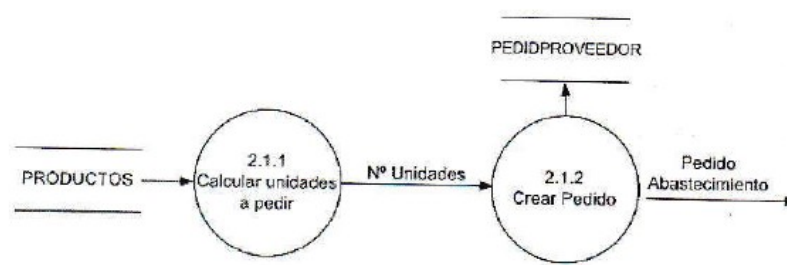 PEDIDPROVEEDOR
PRODUCTOS
2.1.1
Calcular unidades
a pedir
Nº Unidades
2.1.2
Crear Pedido
Pedido
Abastecimiento